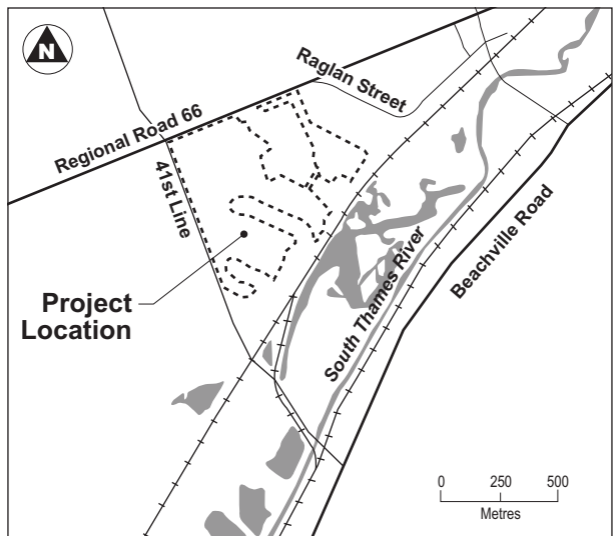 N
Raglan Street
Regional Road 66
41st Line
Project
Location
South Thames River
Beachville Road
0 250 500
Metres